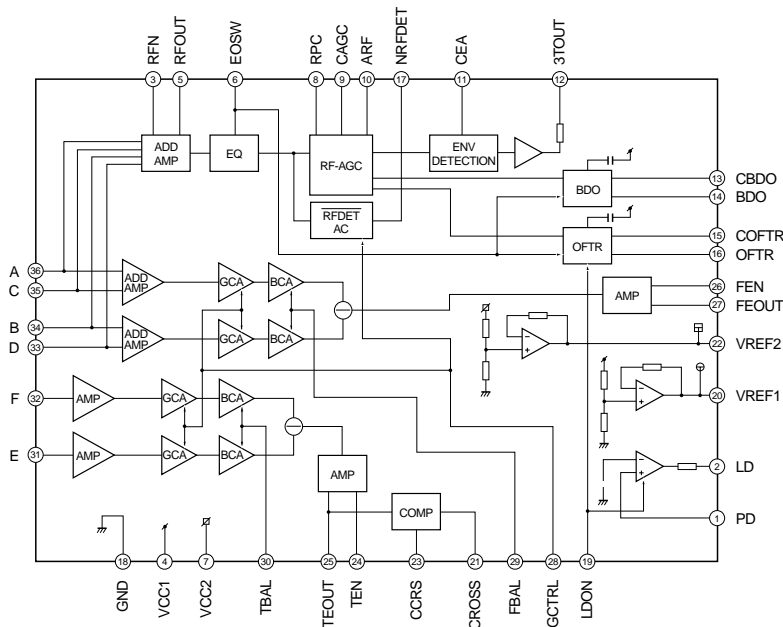 RFN
RFOUT
EOSW
RPC
CAGC
ARF
NRFDET
CEA
3TOUT
3
5
6
8
9
10
17
11
12
ADD
AMP
EQ
RF-AGC
ENV
DETECTION
RFDET
AC
BDO
OFTR
13 CBDO
14 BDO
15 COFTR
16 OFTR
A 36
C 35
ADD
AMP
GCA
BCA
B 34
D 33
ADD
AMP
GCA
BCA
AMP
26 FEN
27 FEOUT
22 VREF2
20 VREF1
F 32
AMP
GCA
BCA
E 31
AMP
GCA
BCA
AMP
COMP
2 LD
1 PD
18
4
7
30
25
24
23
21
29
28
19
GND
VCC1
VCC2
TBAL
TEOUT
TEN
CCRS
CROSS
FBAL
GCTRL
LDON